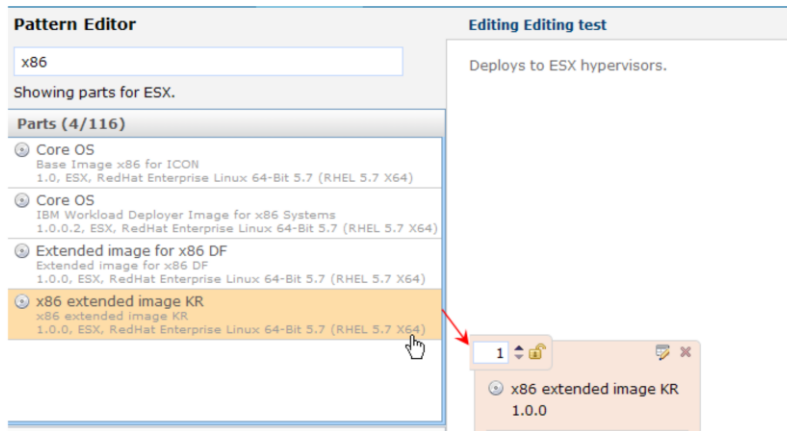 Pattern Editor
x86
Showing parts for ESX.
Parts (4/116)
Core OS
Base Image x86 for ICON
1.0, ESX, RedHat Enterprise Linux 64-Bit 5.7 (RHEL 5.7 X64)
Core OS
IBM Workload Deployer Image for x86 Systems
1.0.0.2, ESX, RedHat Enterprise Linux 64-Bit 5.7 (RHEL 5.7 X64)
Extended image for x86 DF
Extended image for x86 DF
1.0.0, ESX, RedHat Enterprise Linux 64-Bit 5.7 (RHEL 5.7 X64)
x86 extended image KR
x86 extended image KR
1.0.0, ESX, RedHat Enterprise Linux 64-Bit 5.7 (RHEL 5.7 X64)
Editing Editing test
Deploys to ESX hypervisors.
1
x86 extended image KR
1.0.0